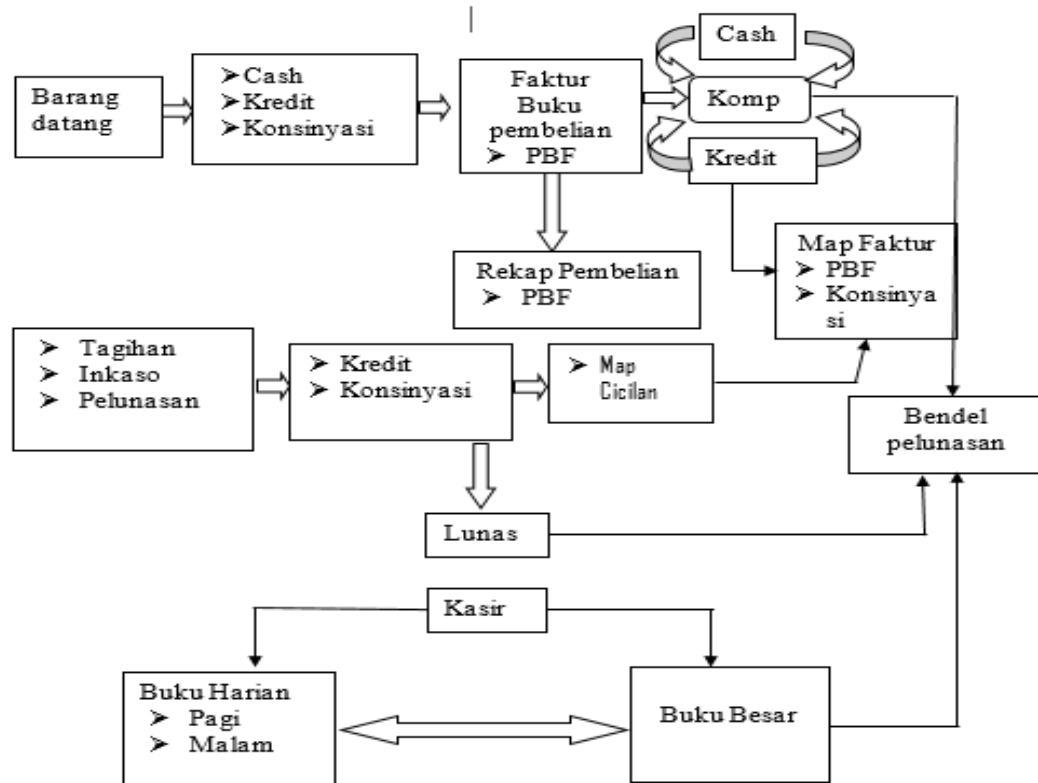 Barang
datang
➢ Cash
➢ Kredit
➢ Konsinyasi
Faktur
Buku
pembelian
➢ PBF
Cash
Komp
Kredit
Rekap Pembelian
➢ PBF
Map Faktur
➢ PBF
➢ Konsinya
si
➢ Tagihan
➢ Inkaso
➢ Pelunasan
➢ Kredit
➢ Konsinyasi
➢ Map
Cicilan
Bendel
pelunasan
Lunas
Kasir
Buku Harian
➢ Pagi
➢ Malam
Buku Besar